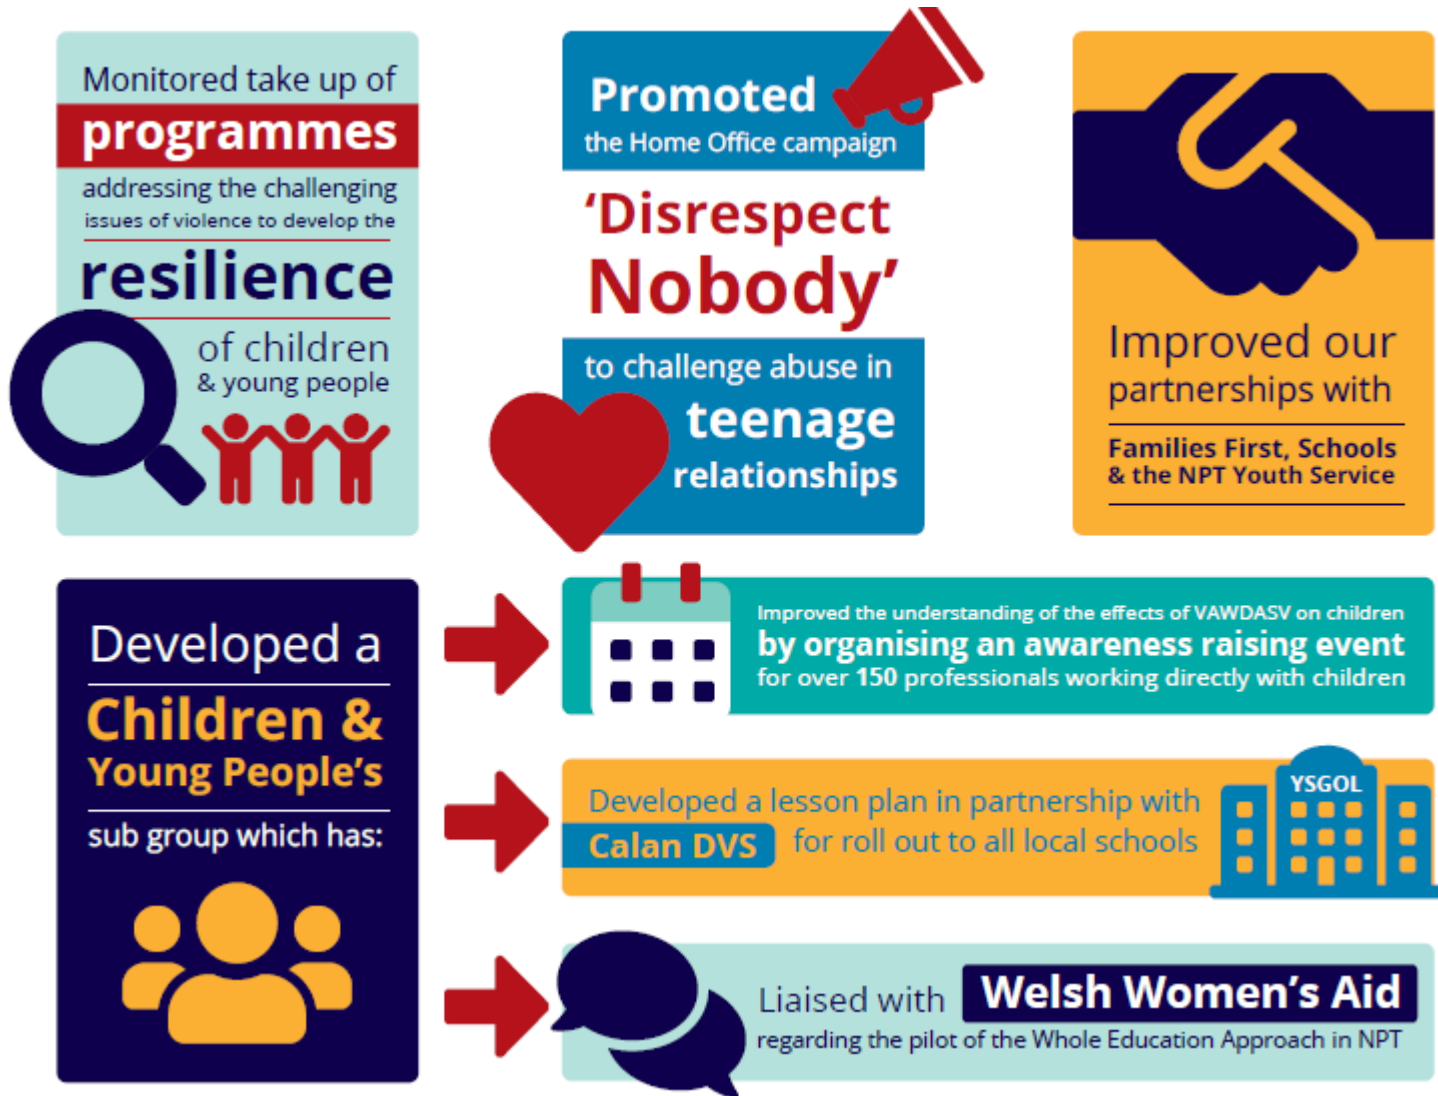 Monitored take up of
programmes
addressing the challenging
issues of violence to develop the
resilience
of children
& young people
Promoted
the Home Office campaign
‘Disrespect
Nobody’
to challenge abuse in
teenage
relationships
Improved our
partnerships with
Families First, Schools
& the NPT Youth Service
Developed a
Children &
Young People’s
sub group which has:
Improved the understanding of the effects of VAWDASV on children
by organising an awareness raising event
for over 150 professionals working directly with children
Developed a lesson plan in partnership with
Calan DVS for roll out to all local schools
YSGOL
Liaised with Welsh Women’s Aid
regarding the pilot of the Whole Education Approach in NPT